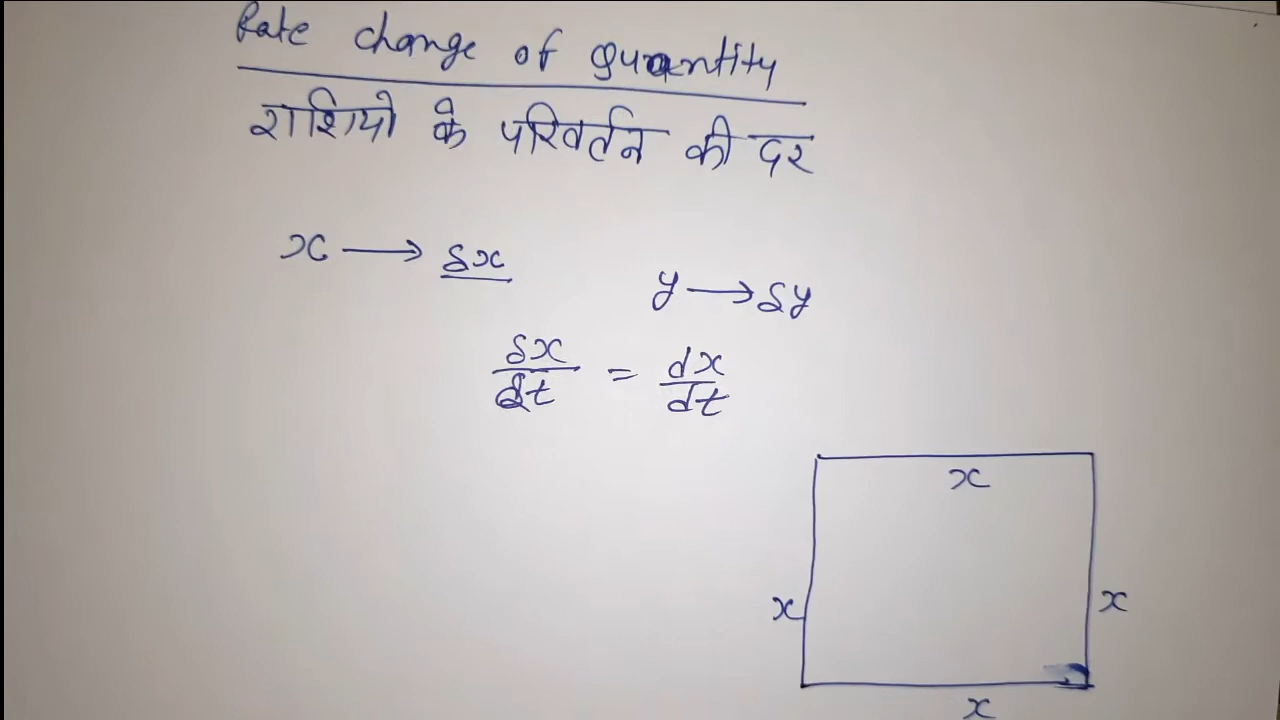 Rate change of quantity
राशियो के परिवर्तन की दर
x → δx
y → δy
δx/δt = dx/dt
x
x x
x